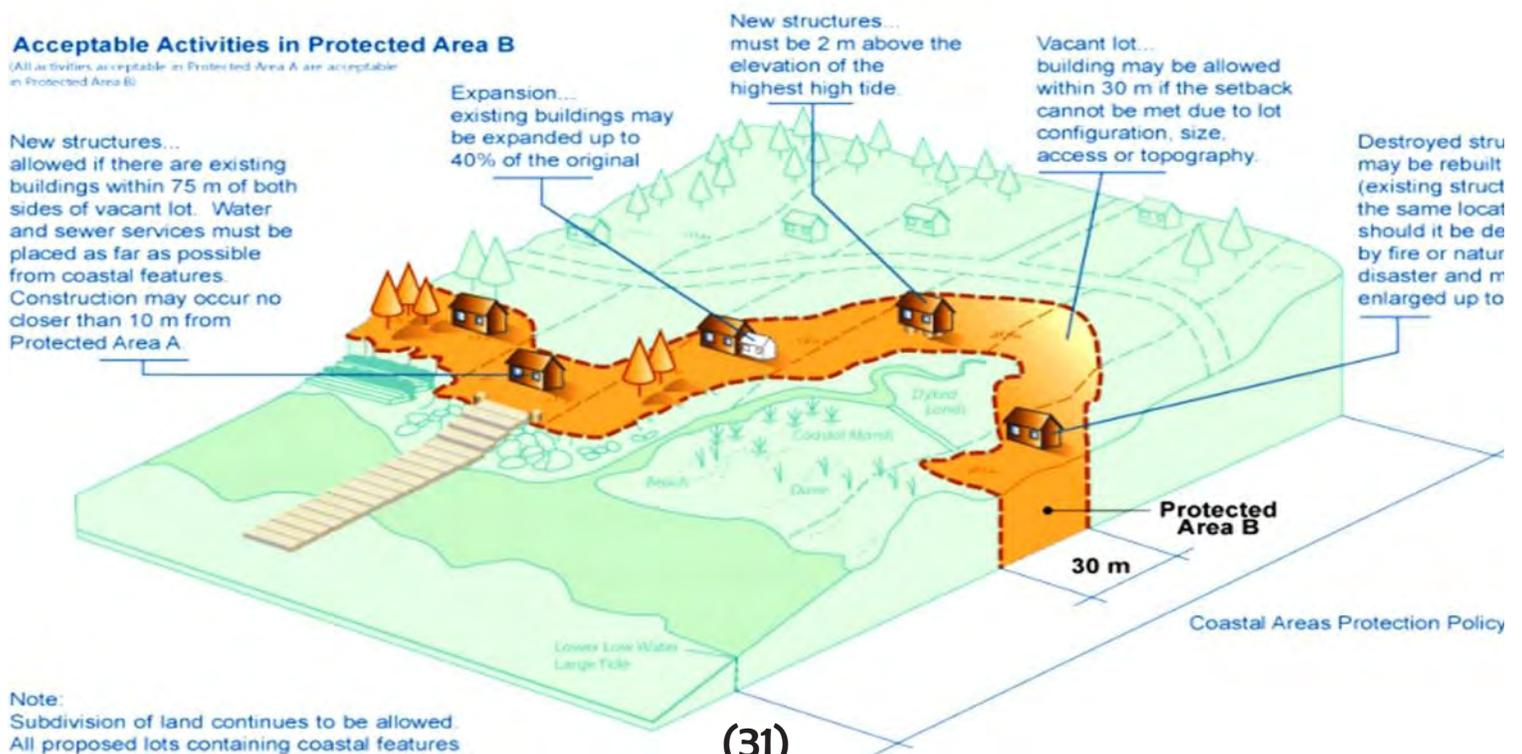 Acceptable Activities in Protected Area B
(All activities acceptable in Protected Area A are acceptable
in Protected Area B)
New structures...
allowed if there are existing
buildings within 75 m of both
sides of vacant lot. Water
and sewer services must be
placed as far as possible
from coastal features.
Construction may occur no
closer than 10 m from
Protected Area A.
Expansion...
existing buildings may
be expanded up to
40% of the original
New structures...
must be 2 m above the
elevation of the
highest high tide.
Vacant lot...
building may be allowed
within 30 m if the setback
cannot be met due to lot
configuration, size,
access or topography.
Destroyed stru
may be rebuilt
(existing struct
the same locat
should it be de
by fire or natur
disaster and m
enlarged up to
Dyked
Lands
Coastal Marsh
Beach
Dune
Protected
Area B
30 m
Coastal Areas Protection Policy
Lower Low Water
Large Tide
Note:
Subdivision of land continues to be allowed.
All proposed lots containing coastal features
(31)